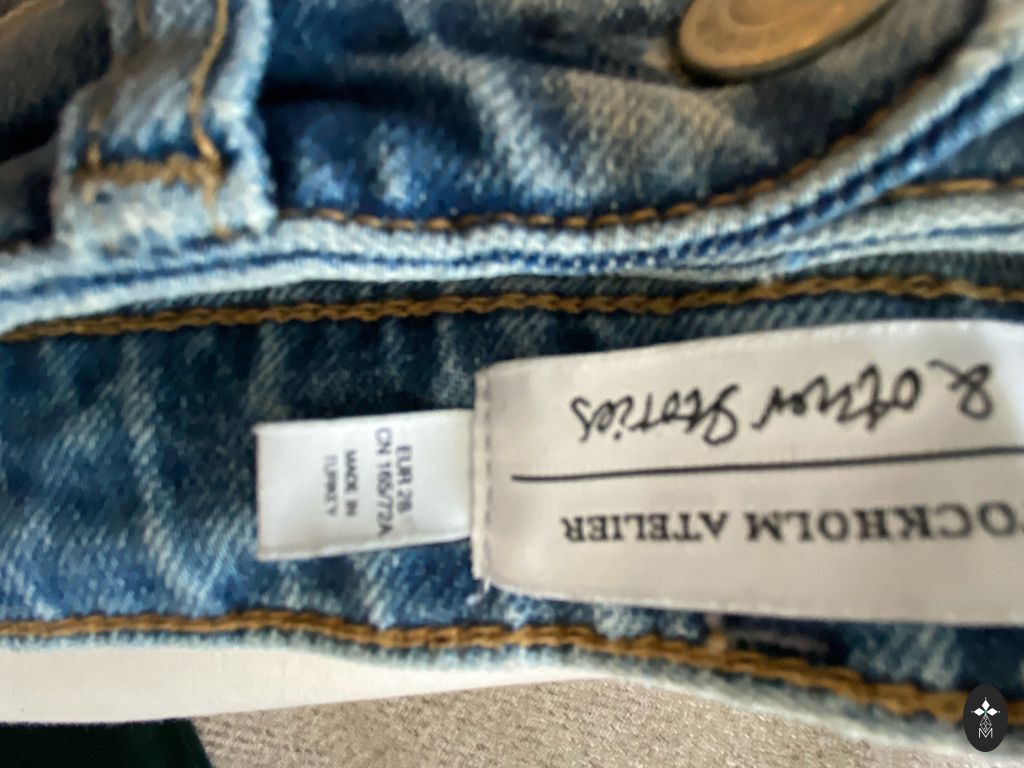 & other Stories
OCKHOLM ATELIER
EUR 26
CN 165/72A
MADE IN
TURKEY
M